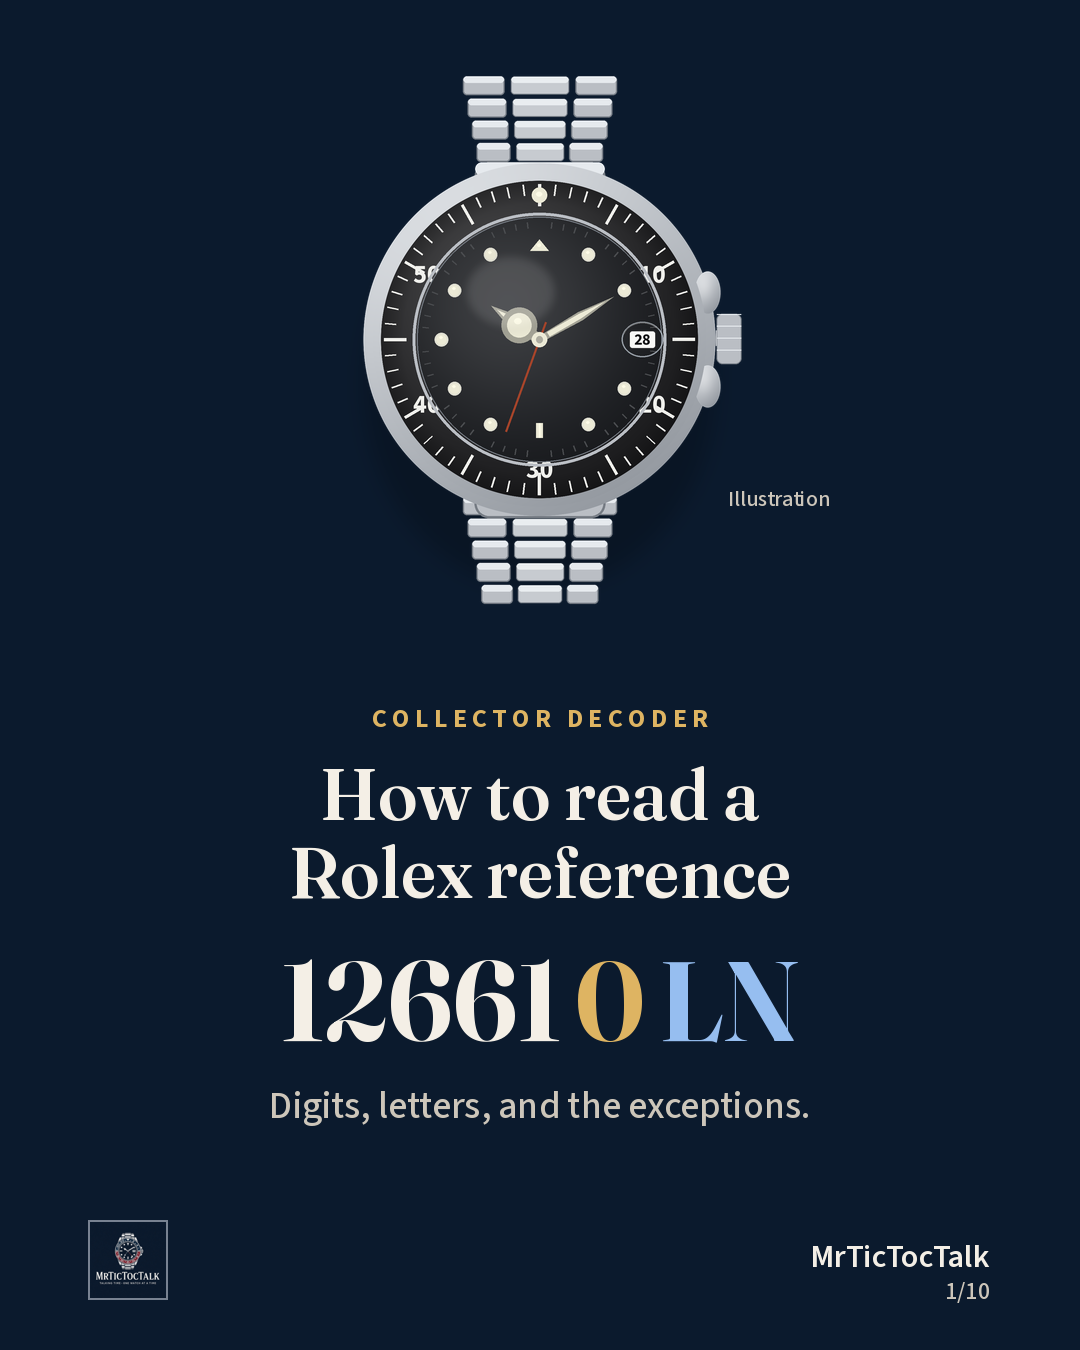 50
10
28
40
20
30
Illustration
COLLECTOR DECODER
How to read a
Rolex reference
126610 LN
Digits, letters, and the exceptions.
MRTICTOCTALK
MrTicTocTalk
1/10